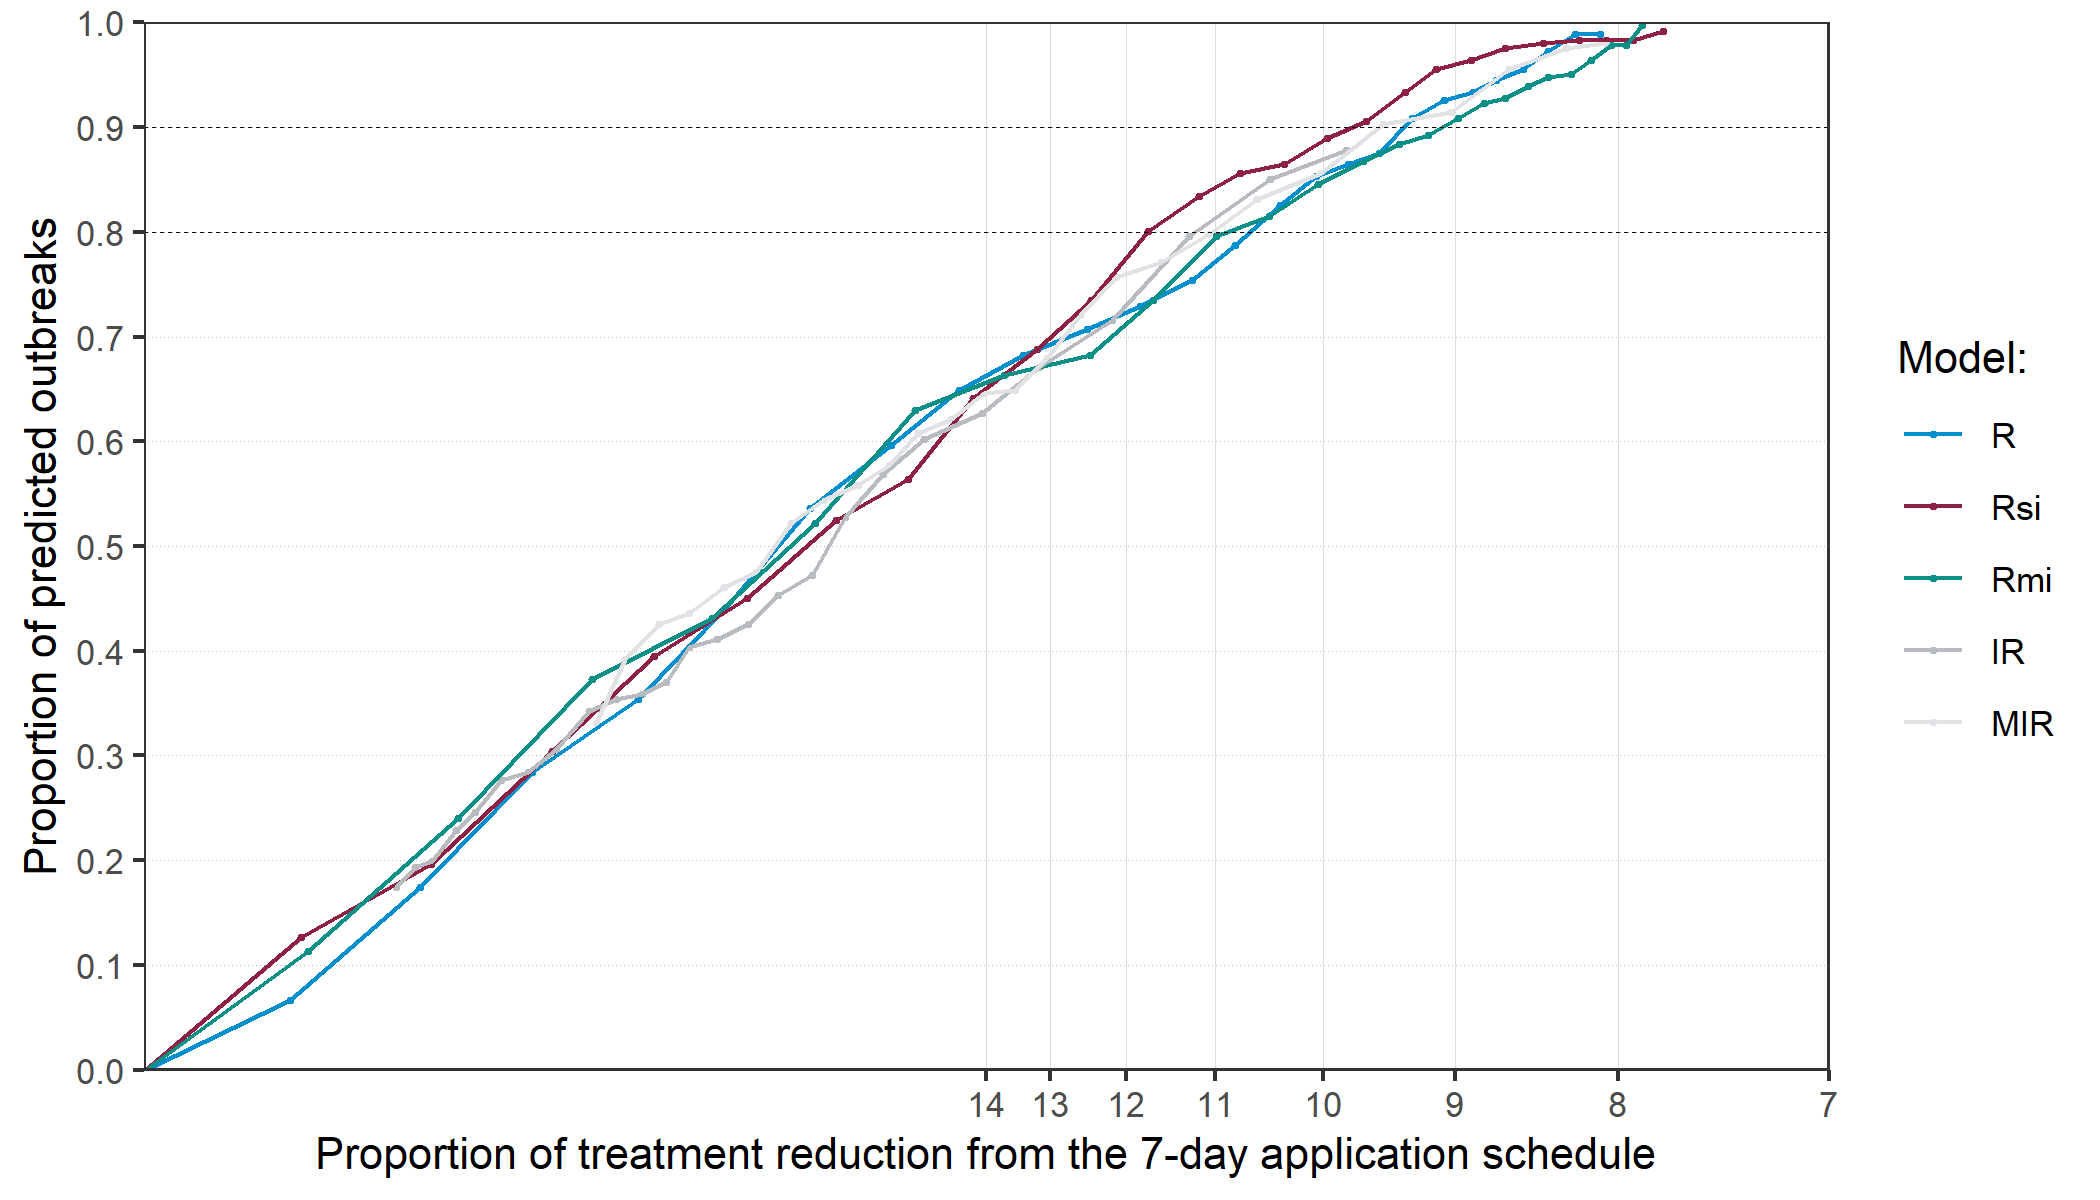 Proportion of predicted outbreaks
1.0
0.9
0.8
0.7
0.6
0.5
0.4
0.3
0.2
0.1
0.0
14 13 12 11 10 9 8 7
Proportion of treatment reduction from the 7-day application schedule
Model:
R
Rsi
Rmi
IR
MIR